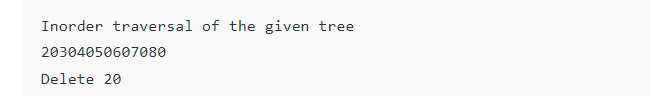 Inorder traversal of the given tree
20304050607080
Delete 20